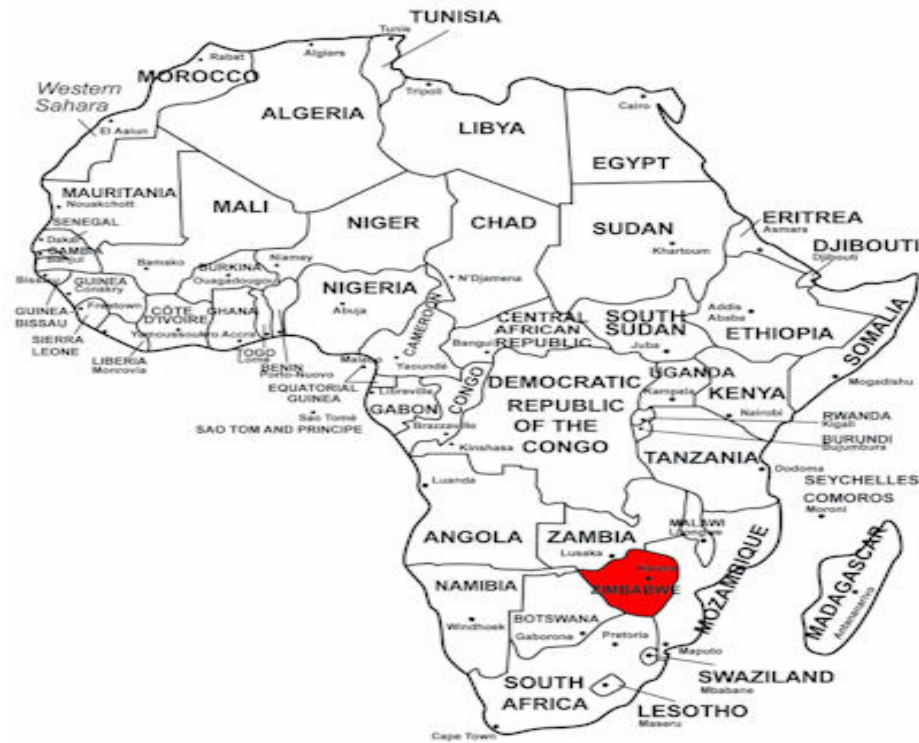 TUNISIA
Tunis
Algiers
Rabat
MOROCCO
Western
Sahara
El Aaiun
ALGERIA
Tripoli
LIBYA
Cairo
EGYPT
MAURITANIA
Nouakchott
MALI
NIGER
CHAD
SUDAN
Khartoum
ERITREA
Asmara
DJIBOUTI
Djibouti
SENEGAL
Dakar
GAMBIA
Banjul
Bissau
GUINEA-
BISSAU
GUINEA
Conakry
Bamako
BURKINA
Ouagadougou
Niamey
NIGERIA
Abuja
N'Djamena
Freetown
SIERRA
LEONE
LIBERIA
Monrovia
CÔTE
D'IVOIRE
Yamoussoukro
GHANA
Accra
TOGO
Lome
BENIN
Porto-Nuovo
CAMEROON
Yaoundé
Malabo
EQUATORIAL
GUINEA
CENTRAL
AFRICAN
REPUBLIC
Bangui
SOUTH
SUDAN
Juba
Addis
Ababa
ETHIOPIA
SOMALIA
Mogadishu
UGANDA
Kampala
KENYA
Nairobi
RWANDA
Kigali
BURUNDI
Bujumbura
Libreville
GABON
CONGO
Brazzaville
Sao Tomé
SAO TOM AND PRINCIPE
DEMOCRATIC
REPUBLIC
OF THE
CONGO
Kinshasa
TANZANIA
Dodoma
SEYCHELLES
COMOROS
Moroni
Luanda
ANGOLA
ZAMBIA
Lusaka
MALAWI
MOZAMBIQUE
MADAGASCAR
Antananarivo
Harare
ZIMBABWE
NAMIBIA
Windhoek
BOTSWANA
Gaborone
Pretoria
Maputo
SWAZILAND
Mbabane
SOUTH
AFRICA
LESOTHO
Maseru
Cape Town